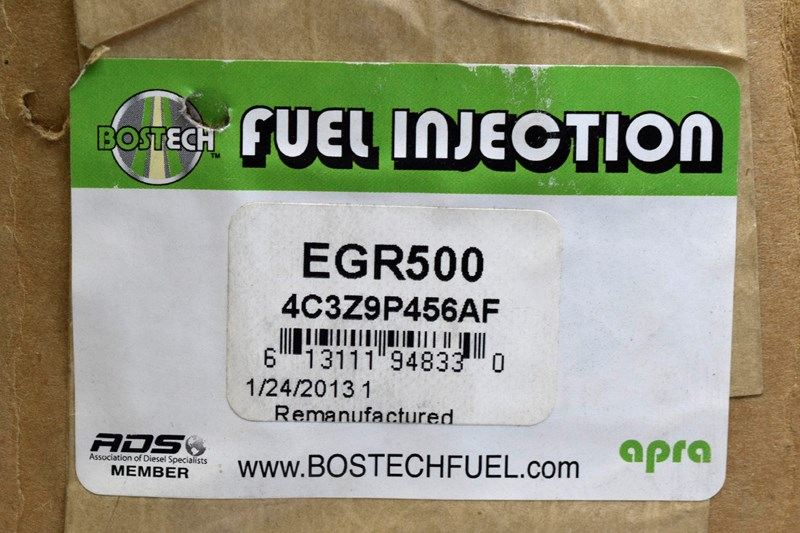 BOSTECH™ FUEL INJECTION
EGR500
4C3Z9P456AF
6 13111 94833 0
1/24/2013 1
Remanufactured
ADS
Association of Diesel Specialists
MEMBER
www.BOSTECHFUEL.com
apra